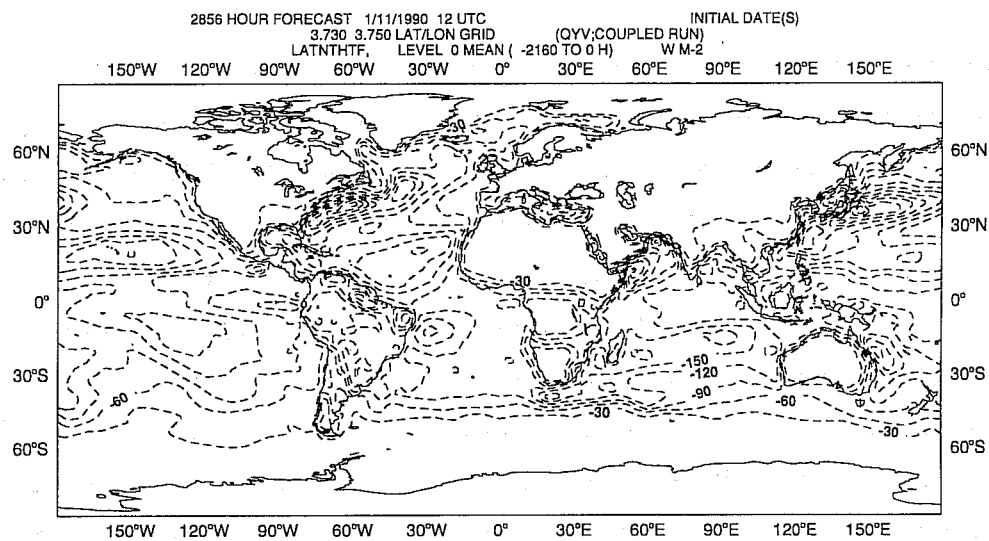 2856 HOUR FORECAST 1/11/1990 12 UTC INITIAL DATE(S)
3.730 3.750 LAT/LON GRID (QYV;COUPLED RUN)
LATNTHTF, LEVEL 0 MEAN ( -2160 TO 0 H) W M-2
150°W 120°W 90°W 60°W 30°W 0° 30°E 60°E 90°E 120°E 150°E
-30
60°N 60°N
30°N 30°N
-30
0° 0°
-150
-120
30°S 30°S
-60 -90 -60
-30 -30
60°S 60°S
150°W 120°W 90°W 60°W 30°W 0° 30°E 60°E 90°E 120°E 150°E